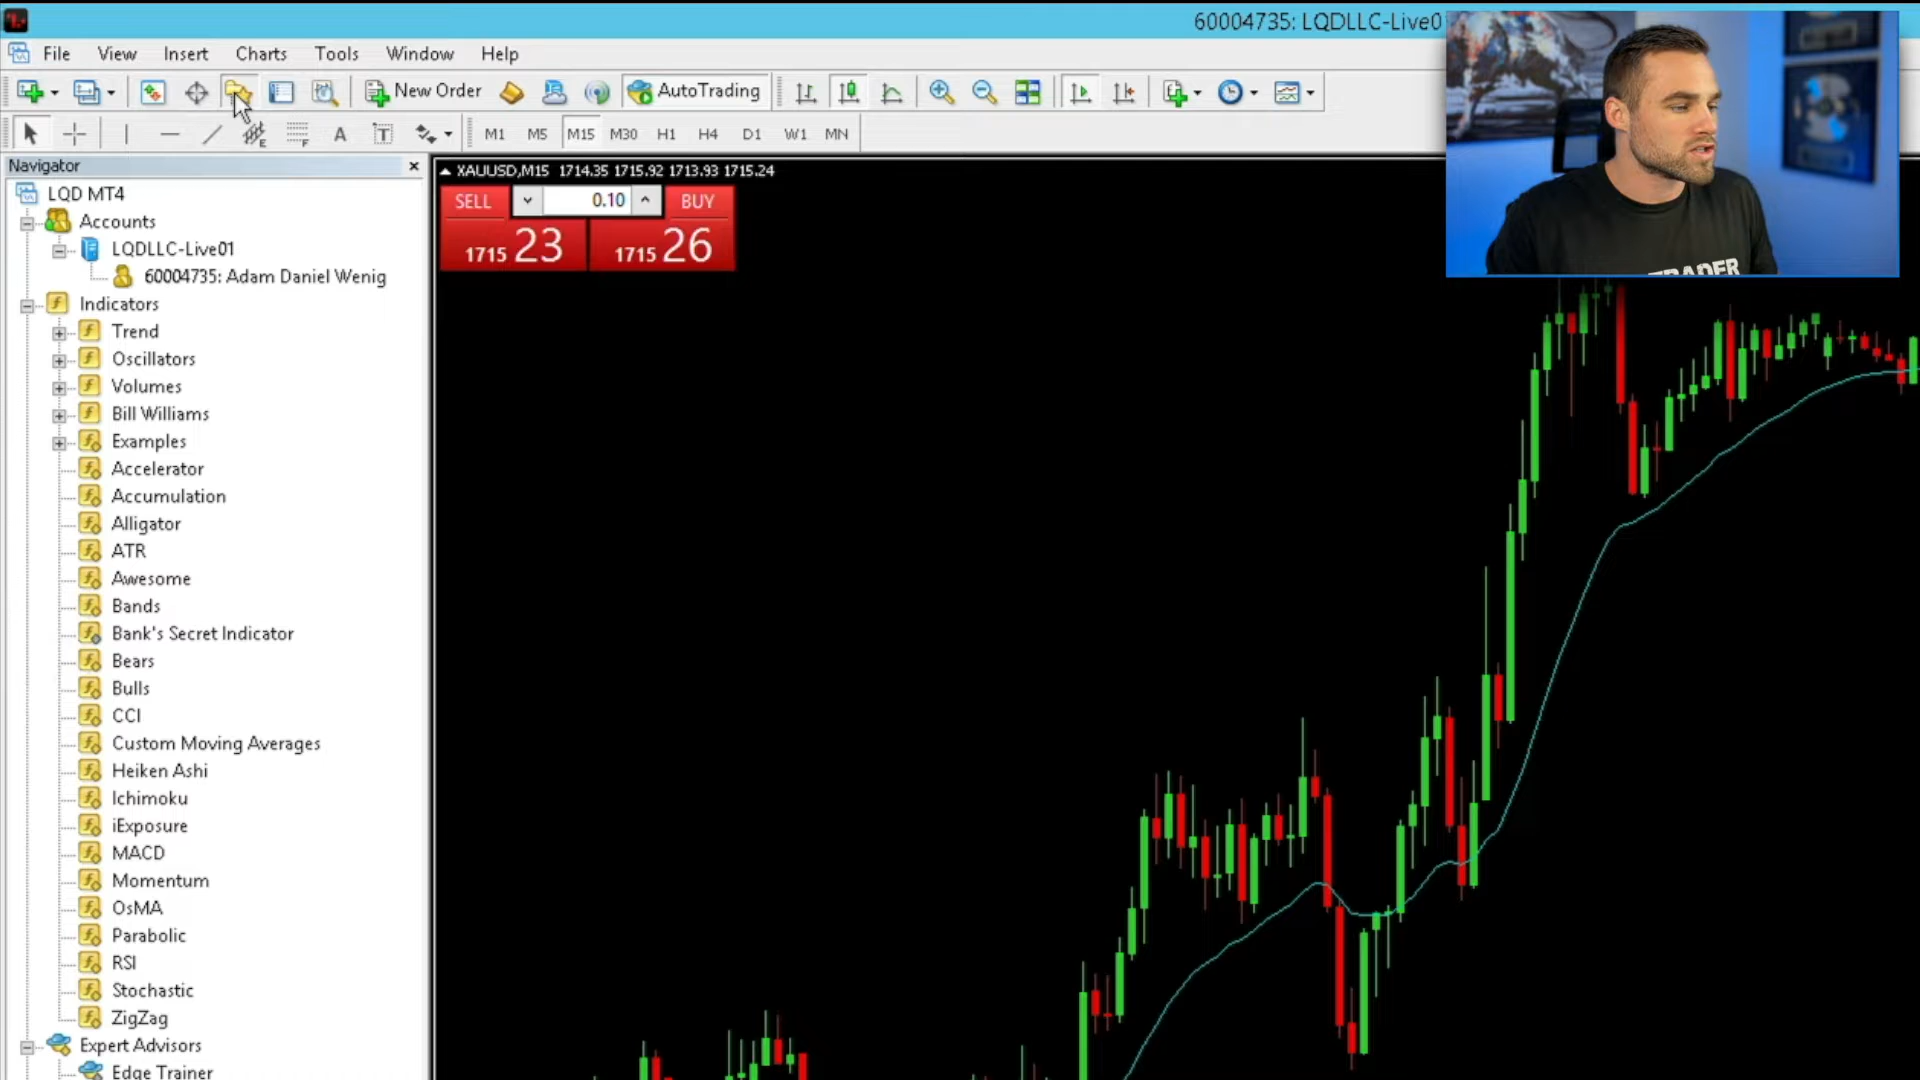 60004735: LQDLLC-Live0
File View Insert Charts Tools Window Help
New Order AutoTrading
A T M1 M5 M15 M30 H1 H4 D1 W1 MN
Navigator
LQD MT4
Accounts
LQDLLC-Live01
60004735: Adam Daniel Wenig
Indicators
Trend
Oscillators
Volumes
Bill Williams
Examples
Accelerator
Accumulation
Alligator
ATR
Awesome
Bands
Bank's Secret Indicator
Bears
Bulls
CCI
Custom Moving Averages
Heiken Ashi
Ichimoku
iExposure
MACD
Momentum
OsMA
Parabolic
RSI
Stochastic
ZigZag
Expert Advisors
Edge Trainer
XAUUSD,M15 1714.35 1715.92 1713.93 1715.24
SELL 0.10 BUY
1715 23 1715 26